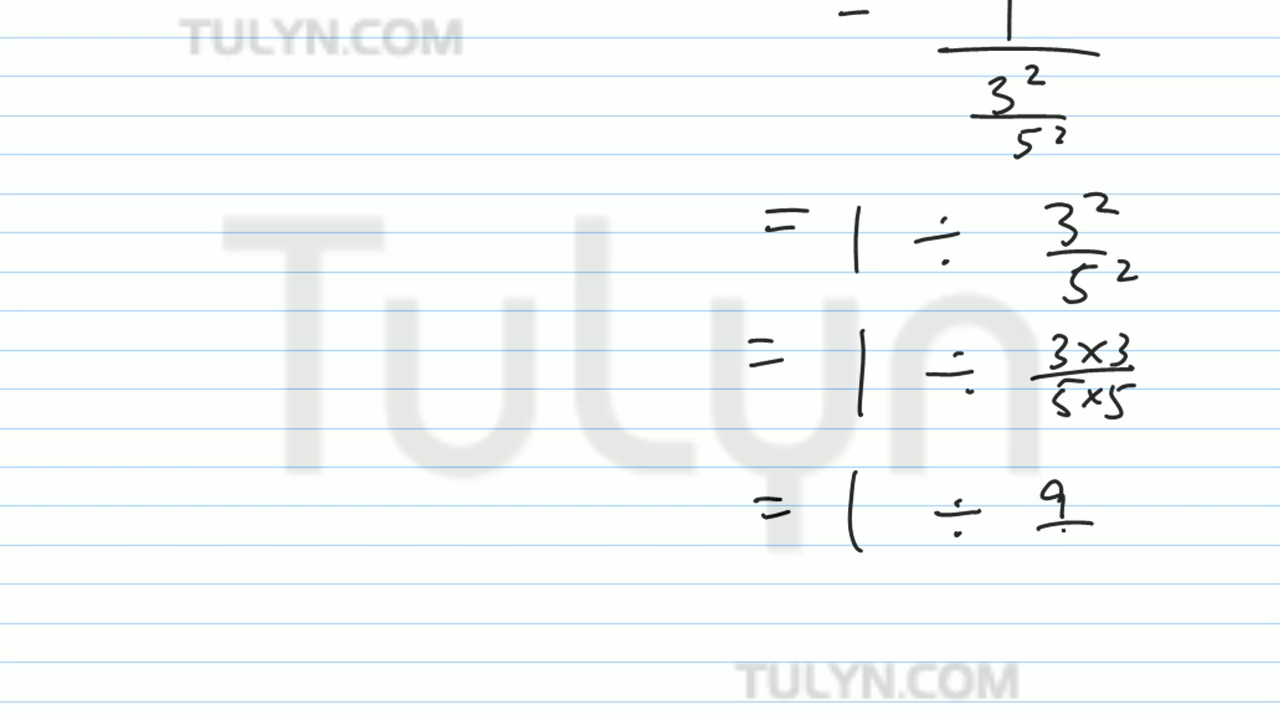 TULYN.COM
- 1
3²
5²
= 1 ÷ 3²
5²
= 1 ÷ 3×3
5×5
= 1 ÷ 9
Tulyn
TULYN.COM